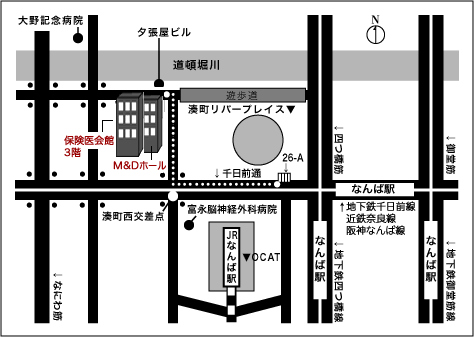 大野記念病院
夕張屋ビル
N
道頓堀川
遊歩道
湊町リバープレイス▼
保険医会館
3階
M&Dホール
26-A
↓千日前通
↓四つ橋筋
↓御堂筋
なんば駅
湊町西交差点
富永脳神経外科病院
↑地下鉄千日前線
近鉄奈良線
阪神なんば線
JRなんば駅
▼OCAT
なんば駅
なんば駅
↓なにわ筋
↓地下鉄四つ橋線
↓地下鉄御堂筋線